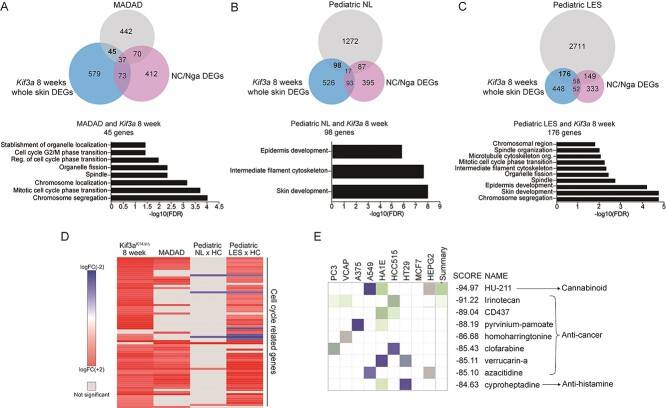 A
MADAD
442
45
37
70
579
73
412
Kif3a 8 weeks
whole skin DEGs
NC/Nga DEGs
MADAD and Kif3a 8 week
45 genes
Stablishment of organelle localization
Cell cycle G2/M phase transition
Reg. of cell cycle phase transition
Organelle fission
Spindle
Chromosome localization
Mitotic cell cycle phase transition
Chromosome segregation
0 0.5 1 1.5 2 2.5 3 3.5 4 4.5
-log10(FDR)
B
Pediatric NL
1272
98
17
87
526
93
395
Kif3a 8 weeks
whole skin DEGs
NC/Nga DEGs
Pediatric NL and Kif3a 8 week
98 genes
Epidermis development
Intermediate filament cytoskeleton
Skin development
0 1 2 3 4 5 6 7 8 9
-log10(FDR)
C
Pediatric LES
2711
176
58
149
448
52
333
Kif3a 8 weeks
whole skin DEGs
NC/Nga DEGs
Pediatric LES and Kif3a 8 week
176 genes
Chromosomal region
Spindle organization
Microtubule cytoskeleton org.
Mitotic cell cycle phase transition
Intermediate filament cytoskeleton
Organelle fission
Spindle
Epidermis development
Skin development
Chromosome segregation
0 1 2 3 4 5
-log10(FDR)
D
8 week
MADAD
Pediatric
NL x HC
Pediatric
LES x HC
logFC(-2)
logFC(+2)
Not significant
Cell cycle related genes
E
PC3
VCAP
A375
A549
HA1E
HCC515
HT29
MCF7
HEPG2
Summary
SCORE NAME
-94.97 HU-211 Cannabinoid
-91.22 Irinotecan
-89.04 CD437
-88.19 pyrvinium-pamoate
Anti-cancer
-86.68 homoharringtonine
-85.43 clofarabine
-85.11 verrucarin-a
-85.10 azacitidine
-84.63 cyproheptadine Anti-histamine